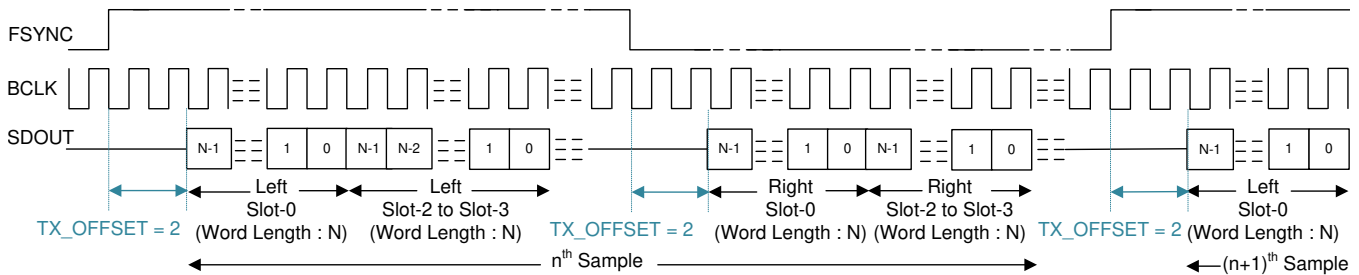 FSYNC
BCLK
SDOUT
N-1 1 0 N-1 N-2 1 0 N-1 1 0 N-1 1 0 N-1 1 0
Left Left Right Right Left
Slot-0 Slot-2 to Slot-3 Slot-0 Slot-2 to Slot-3 Slot-0
TX_OFFSET = 2 (Word Length : N) (Word Length : N) TX_OFFSET = 2 (Word Length : N) (Word Length : N) TX_OFFSET = 2 (Word Length : N)
nth Sample (n+1)th Sample